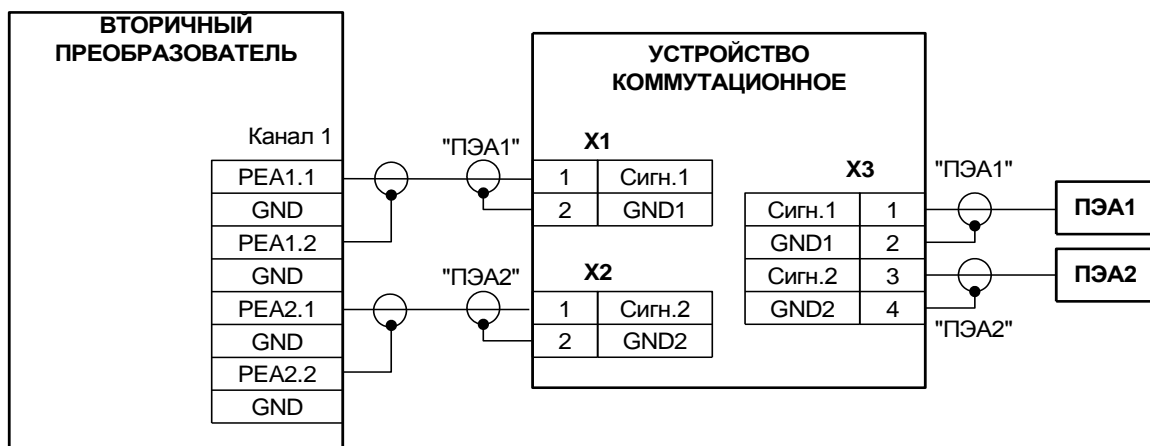 ВТОРИЧНЫЙ
ПРЕОБРАЗОВАТЕЛЬ
Канал 1
PEA1.1
GND
PEA1.2
GND
PEA2.1
GND
PEA2.2
GND
"ПЭА1"
"ПЭА2"
УСТРОЙСТВО
КОММУТАЦИОННОЕ
X1
1 Сигн.1
2 GND1
X2
1 Сигн.2
2 GND2
X3
Сигн.1 1
GND1 2
Сигн.2 3
GND2 4
"ПЭА1"
"ПЭА2"
ПЭА1
ПЭА2